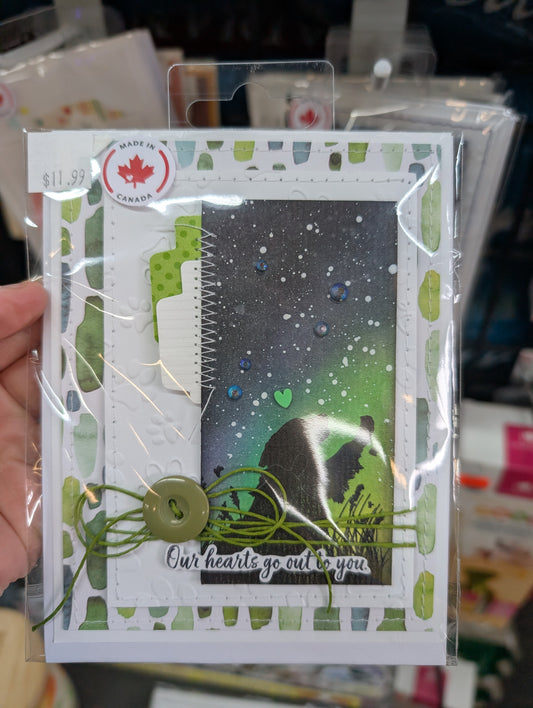 $11.99
MADE IN
CANADA
Our hearts go out to you.